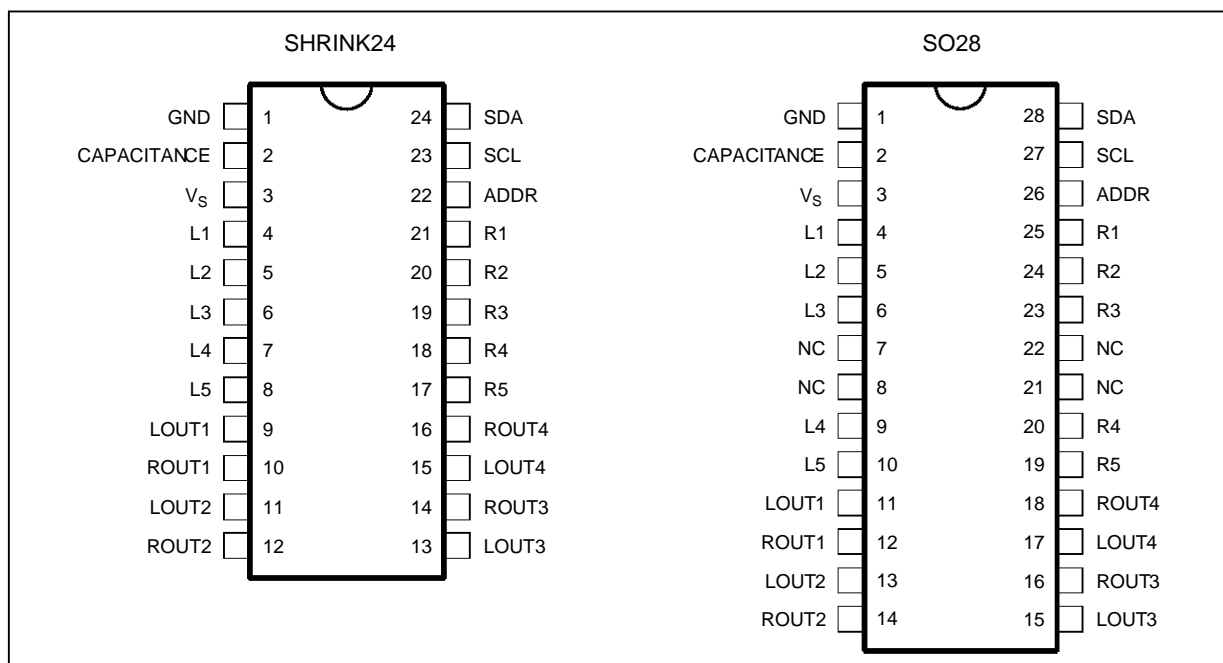 SHRINK24
GND 1 24 SDA
CAPACITANCE 2 23 SCL
VS 3 22 ADDR
L1 4 21 R1
L2 5 20 R2
L3 6 19 R3
L4 7 18 R4
L5 8 17 R5
LOUT1 9 16 ROUT4
ROUT1 10 15 LOUT4
LOUT2 11 14 ROUT3
ROUT2 12 13 LOUT3
SO28
GND 1 28 SDA
CAPACITANCE 2 27 SCL
VS 3 26 ADDR
L1 4 25 R1
L2 5 24 R2
L3 6 23 R3
NC 7 22 NC
NC 8 21 NC
L4 9 20 R4
L5 10 19 R5
LOUT1 11 18 ROUT4
ROUT1 12 17 LOUT4
LOUT2 13 16 ROUT3
ROUT2 14 15 LOUT3